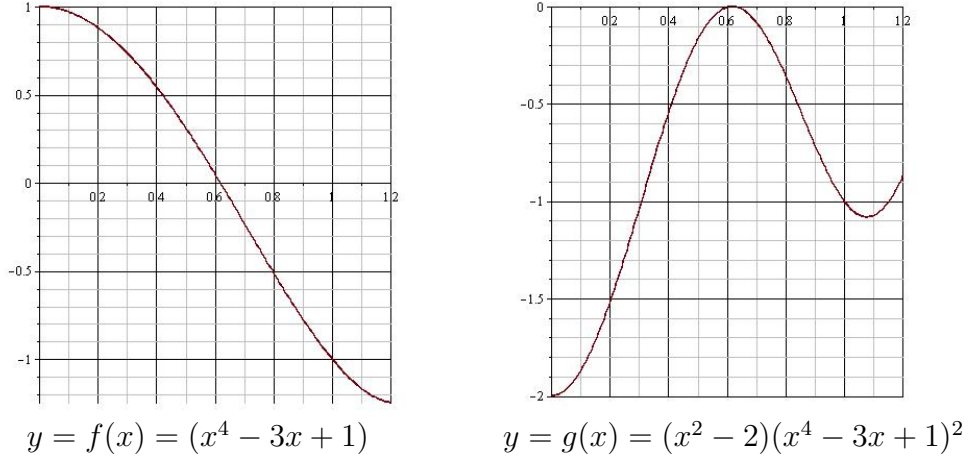 1
0.5
0
0.2 0.4 0.6 0.8 1 1.2
-0.5
-1
0
0.2 0.4 0.6 0.8 1 1.2
-0.5
-1
-1.5
-2
y = f(x) = (x⁴ − 3x + 1)
y = g(x) = (x² − 2)(x⁴ − 3x + 1)²